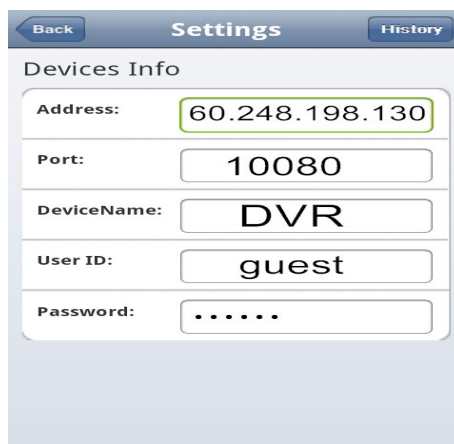 Back Settings History
Devices Info
Address: 60.248.198.130
Port: 10080
DeviceName: DVR
User ID: guest
Password: ······